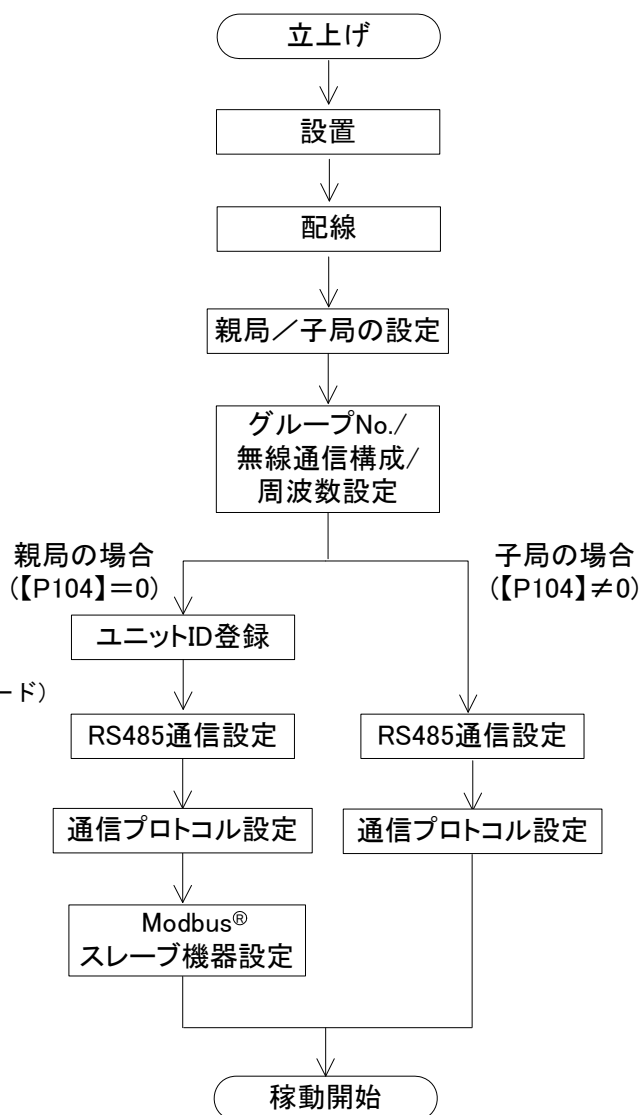 立上げ
設置
配線
親局／子局の設定
グループNo./
無線通信構成/
周波数設定
親局の場合
(【P104】＝0)
子局の場合
(【P104】≠0)
ユニットID登録
ード)
RS485通信設定
RS485通信設定
通信プロトコル設定
通信プロトコル設定
Modbus®
スレーブ機器設定
稼動開始